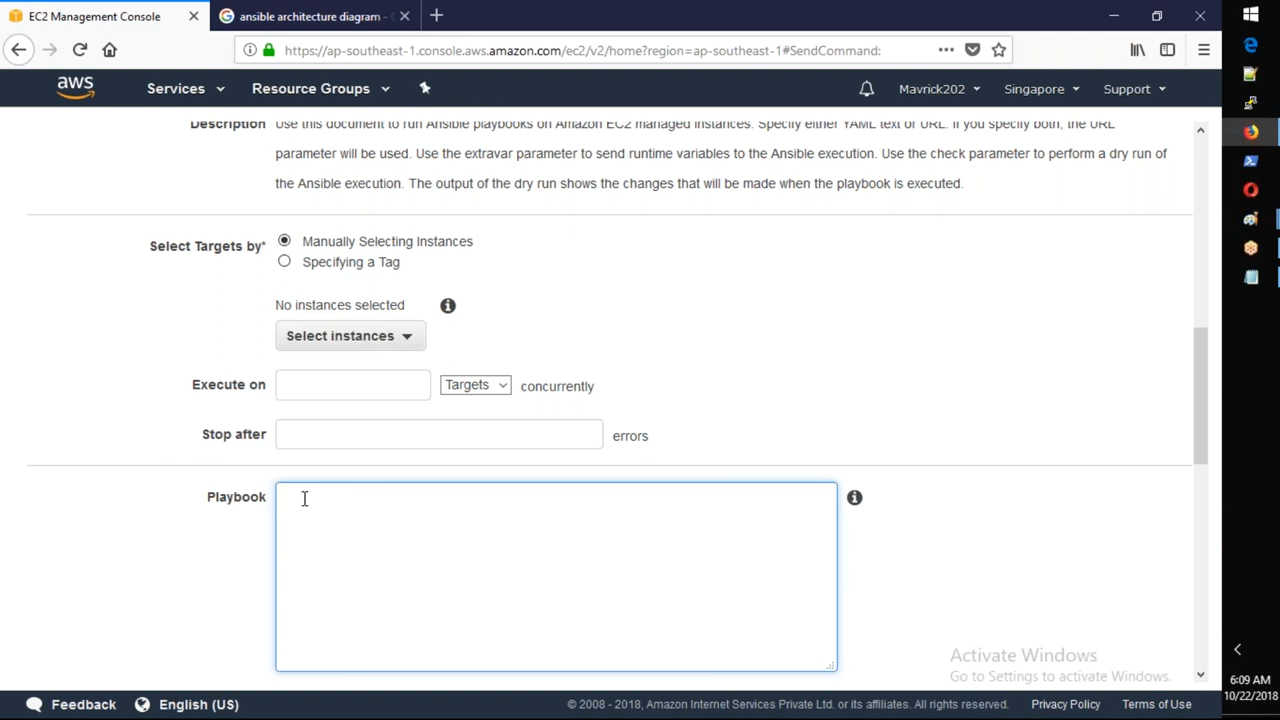 EC2 Management Console
ansible architecture diagram -
https://ap-southeast-1.console.aws.amazon.com/ec2/v2/home?region=ap-southeast-1#SendCommand:
aws
Services
Resource Groups
Mavrick202
Singapore
Support
Description
Use this document to run Ansible playbooks on Amazon EC2 managed instances. Specify either YAML text or URL. If you specify both, the URL
parameter will be used. Use the extravar parameter to send runtime variables to the Ansible execution. Use the check parameter to perform a dry run of
the Ansible execution. The output of the dry run shows the changes that will be made when the playbook is executed.
Select Targets by*
Manually Selecting Instances
Specifying a Tag
No instances selected
Select instances
Execute on
Targets
concurrently
Stop after
errors
Playbook
Activate Windows
Go to Settings to activate Windows.
6:09 AM
10/22/2018
Feedback
English (US)
© 2008 - 2018, Amazon Internet Services Private Ltd. or its affiliates. All rights reserved.
Privacy Policy
Terms of Use